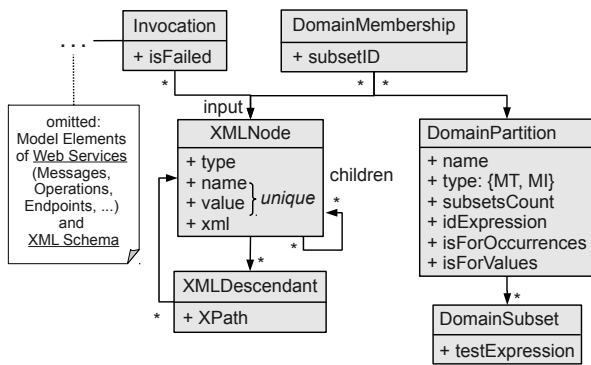 Invocation
+ isFailed
DomainMembership
+ subsetID
...
*
*
*
input
omitted:
Model Elements
of Web Services
(Messages,
Operations,
Endpoints, ...)
and
XML Schema
XMLNode
+ type
+ name
+ value
unique
+ xml
children
*
*
*
*
XMLDescendant
+ XPath
DomainPartition
+ name
+ type: {MT, MI}
+ subsetsCount
+ idExpression
+ isForOccurrences
+ isForValues
*
DomainSubset
+ testExpression